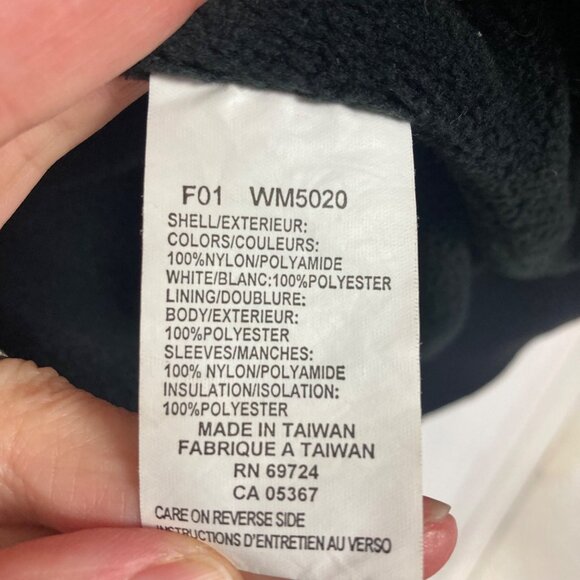 F01 WM5020
SHELL/EXTERIEUR:
COLORS/COULEURS:
100%NYLON/POLYAMIDE
WHITE/BLANC:100%POLYESTER
LINING/DOUBLURE:
BODY/EXTERIEUR:
100%POLYESTER
SLEEVES/MANCHES:
100% NYLON/POLYAMIDE
INSULATION/ISOLATION:
100%POLYESTER
MADE IN TAIWAN
FABRIQUE A TAIWAN
RN 69724
CA 05367
CARE ON REVERSE SIDE
INSTRUCTIONS D'ENTRETIEN AU VERSO